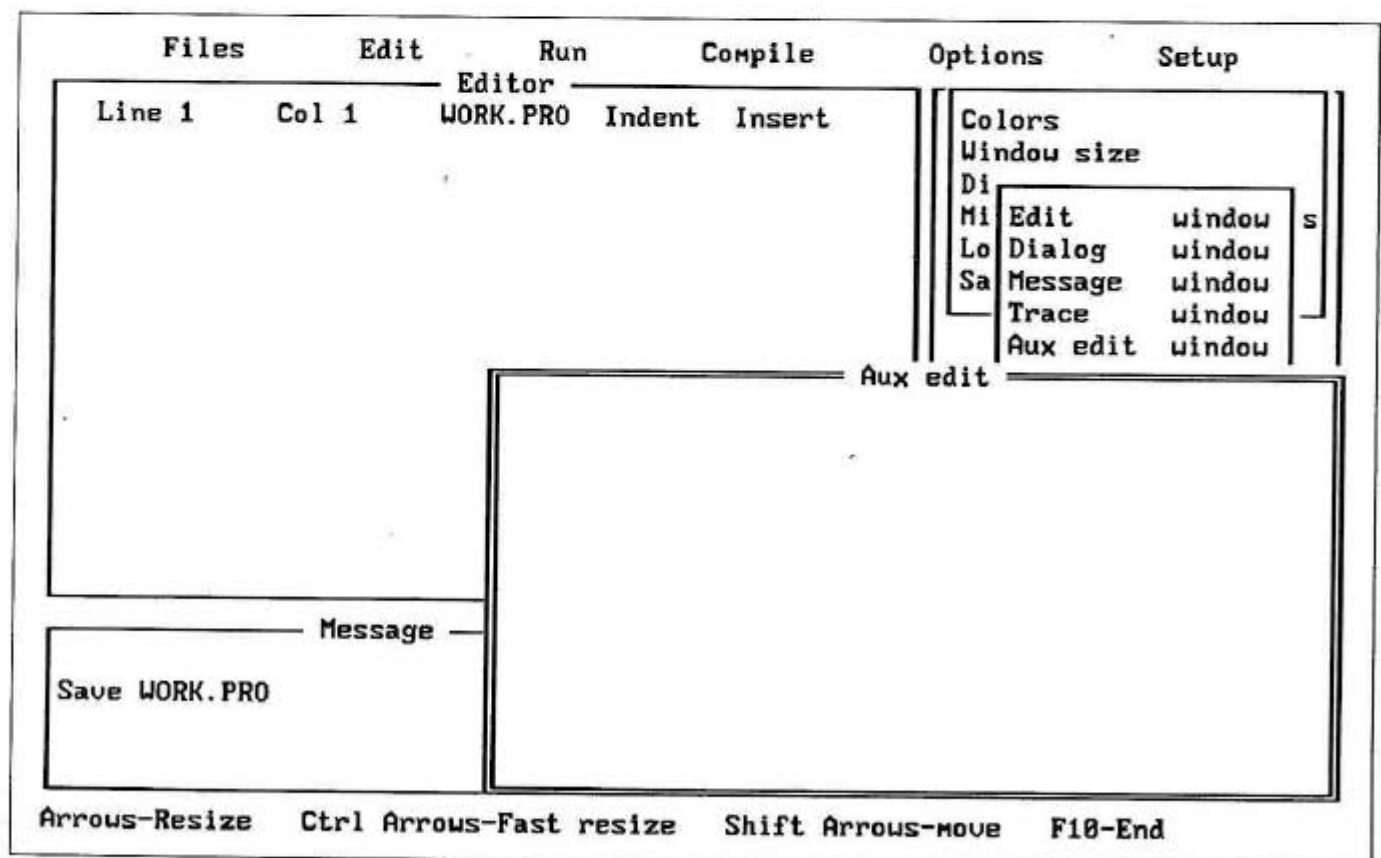 Files Edit Run Compile Options Setup
Editor
Line 1 Col 1 WORK.PRO Indent Insert
Colors
Window size
Di
Mi
Lo
Sa
s
Edit window
Dialog window
Message window
Trace window
Aux edit window
Aux edit
Message
Save WORK.PRO
Arrows-Resize Ctrl Arrows-Fast resize Shift Arrows-move F10-End